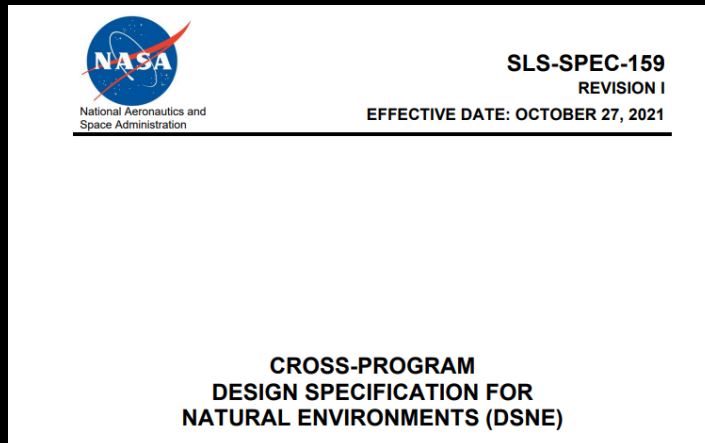 NASA
National Aeronautics and
Space Administration
SLS-SPEC-159
REVISION I
EFFECTIVE DATE: OCTOBER 27, 2021
CROSS-PROGRAM
DESIGN SPECIFICATION FOR
NATURAL ENVIRONMENTS (DSNE)